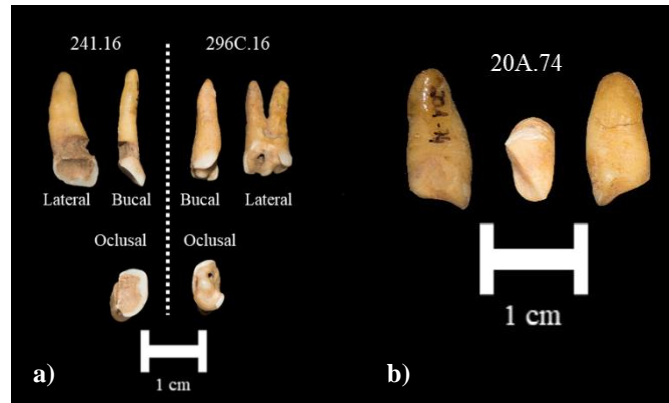 241.16
296C.16
Lateral
Bucal
Bucal
Lateral
Oclusal
Oclusal
1 cm
a)
20A.74
1 cm
b)